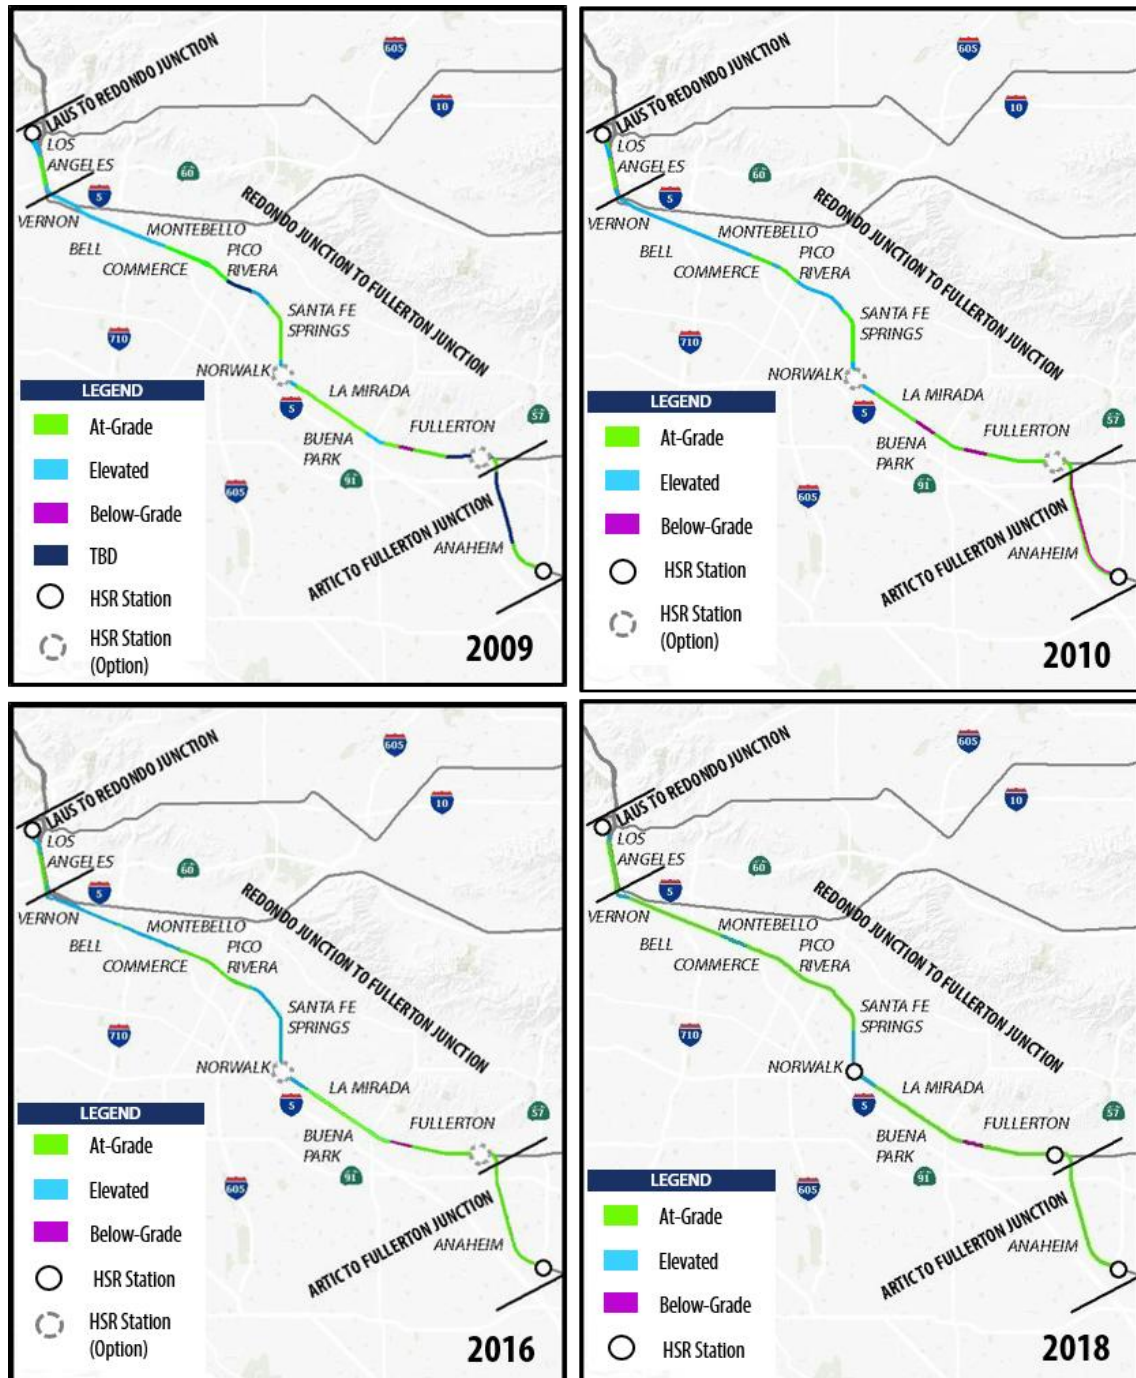 605
LAUS TO REDONDO JUNCTION
10
LOS
ANGELES
60
5
VERNON
MONTEBELLO
REDONDO JUNCTION TO FULLERTON JUNCTION
BELL
PICO
COMMERCE
RIVERA
SANTA FE
SPRINGS
710
NORWALK
LA MIRADA
LEGEND
5
57
At-Grade
FULLERTON
BUENA
PARK
Elevated
91
605
Below-Grade
TBD
ANAHEIM
ARTIC TO FULLERTON JUNCTION
HSR Station
HSR Station
(Option)
2009
605
LAUS TO REDONDO JUNCTION
10
LOS
ANGELES
60
5
VERNON
MONTEBELLO
REDONDO JUNCTION TO FULLERTON JUNCTION
BELL
PICO
COMMERCE
RIVERA
SANTA FE
SPRINGS
710
NORWALK
LA MIRADA
LEGEND
5
57
At-Grade
FULLERTON
BUENA
PARK
Elevated
91
605
Below-Grade
ANAHEIM
ARTIC TO FULLERTON JUNCTION
HSR Station
HSR Station
(Option)
2010
605
LAUS TO REDONDO JUNCTION
10
LOS
ANGELES
60
5
VERNON
MONTEBELLO
REDONDO JUNCTION TO FULLERTON JUNCTION
BELL
PICO
COMMERCE
RIVERA
SANTA FE
SPRINGS
710
NORWALK
LA MIRADA
LEGEND
5
57
At-Grade
FULLERTON
BUENA
PARK
Elevated
91
605
Below-Grade
ANAHEIM
ARTIC TO FULLERTON JUNCTION
HSR Station
HSR Station
(Option)
2016
605
LAUS TO REDONDO JUNCTION
10
LOS
ANGELES
60
5
VERNON
MONTEBELLO
REDONDO JUNCTION TO FULLERTON JUNCTION
BELL
PICO
COMMERCE
RIVERA
SANTA FE
SPRINGS
710
NORWALK
LA MIRADA
5
57
FULLERTON
BUENA
PARK
LEGEND
91
605
At-Grade
ANAHEIM
ARTIC TO FULLERTON JUNCTION
Elevated
Below-Grade
HSR Station
2018